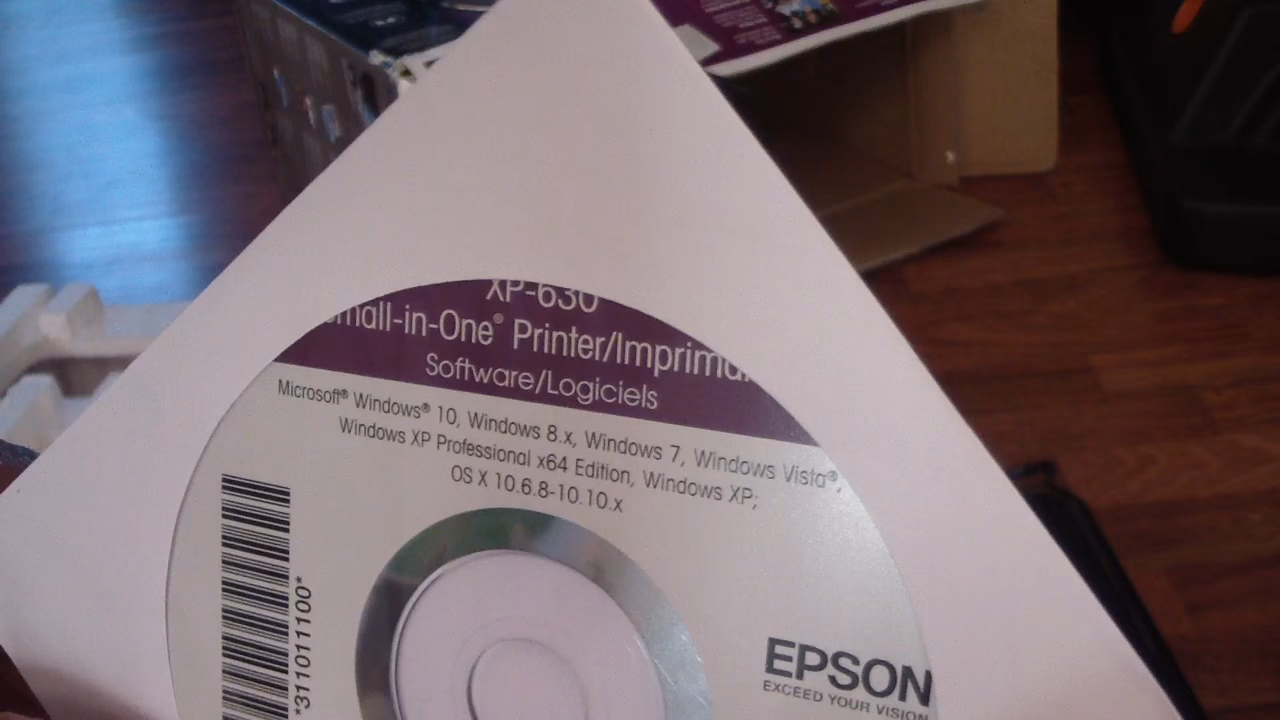 XP-630
Small-in-One® Printer/Imprima
Software/Logiciels
Microsoft® Windows® 10, Windows 8.x, Windows 7, Windows Vista®,
Windows XP Professional x64 Edition, Windows XP;
OS X 10.6.8-10.10.x
*311011100*
EPSON
EXCEED YOUR VISION